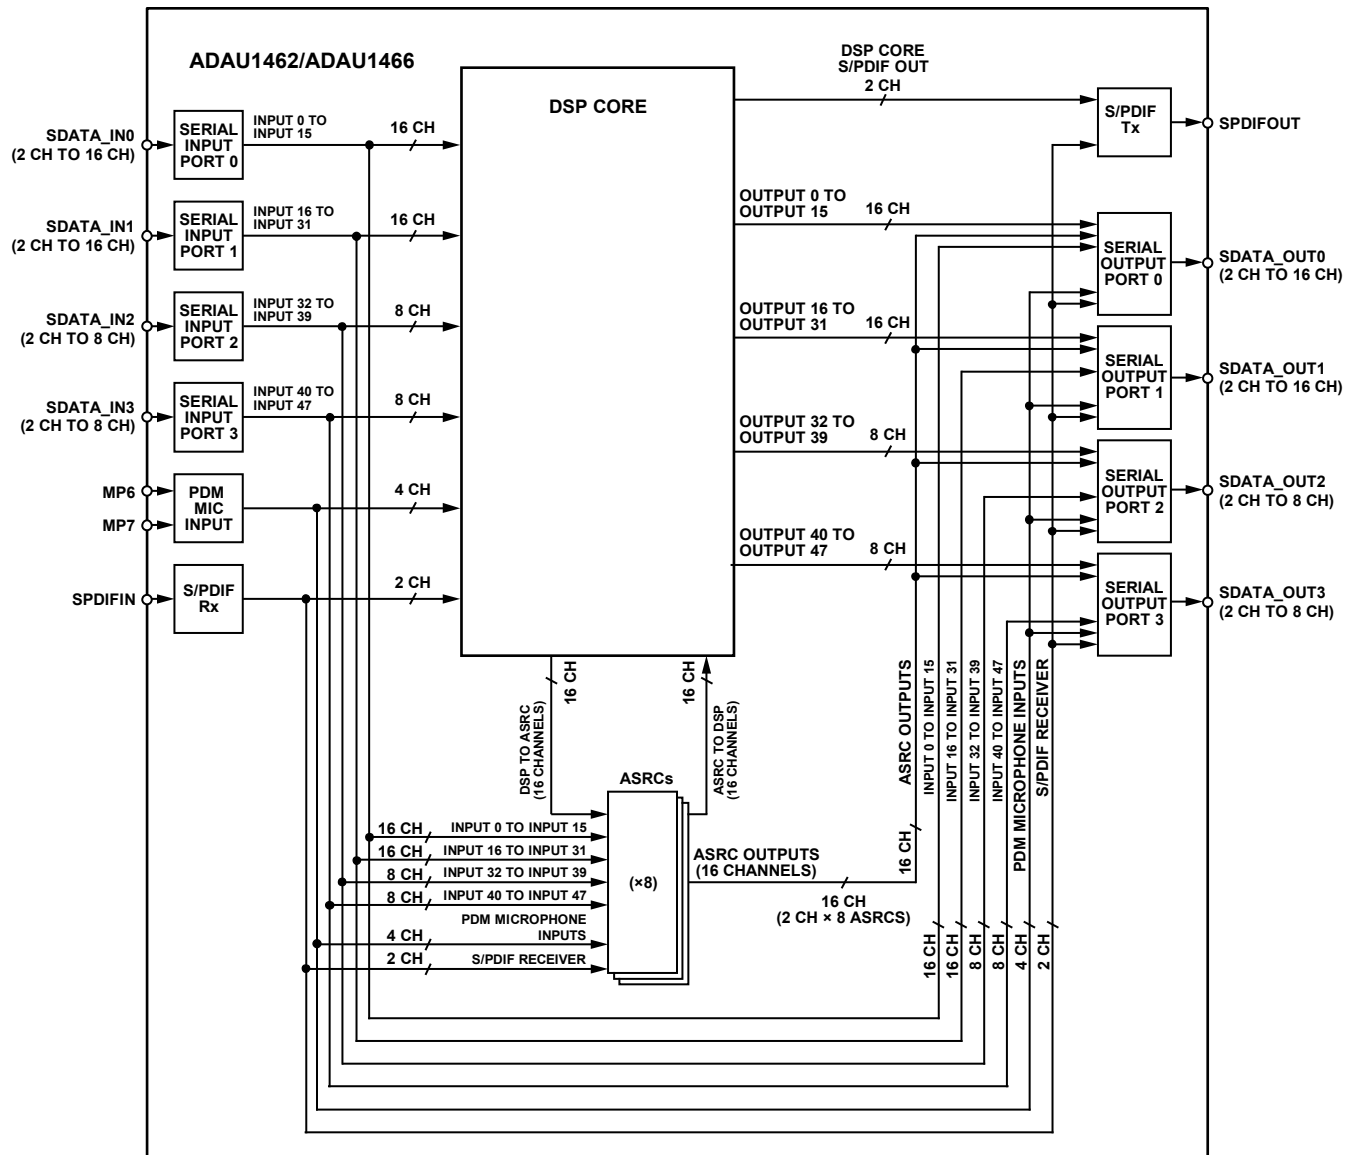 ADAU1462/ADAU1466
DSP CORE
DSP CORE
S/PDIF OUT
2 CH
S/PDIF
Tx
SPDIFOUT
SDATA_IN0
(2 CH TO 16 CH)
SERIAL
INPUT
PORT 0
INPUT 0 TO
INPUT 15
16 CH
SDATA_IN1
(2 CH TO 16 CH)
SERIAL
INPUT
PORT 1
INPUT 16 TO
INPUT 31
16 CH
SDATA_IN2
(2 CH TO 8 CH)
SERIAL
INPUT
PORT 2
INPUT 32 TO
INPUT 39
8 CH
SDATA_IN3
(2 CH TO 8 CH)
SERIAL
INPUT
PORT 3
INPUT 40 TO
INPUT 47
8 CH
MP6
MP7
PDM
MIC
INPUT
4 CH
SPDIFIN
S/PDIF
Rx
2 CH
OUTPUT 0 TO
OUTPUT 15
16 CH
SERIAL
OUTPUT
PORT 0
SDATA_OUT0
(2 CH TO 16 CH)
OUTPUT 16 TO
OUTPUT 31
16 CH
SERIAL
OUTPUT
PORT 1
SDATA_OUT1
(2 CH TO 16 CH)
OUTPUT 32 TO
OUTPUT 39
8 CH
SERIAL
OUTPUT
PORT 2
SDATA_OUT2
(2 CH TO 8 CH)
OUTPUT 40 TO
OUTPUT 47
8 CH
SERIAL
OUTPUT
PORT 3
SDATA_OUT3
(2 CH TO 8 CH)
16 CH
DSP TO ASRC
(16 CHANNELS)
16 CH
ASRC TO DSP
(16 CHANNELS)
ASRCs
(×8)
16 CH
INPUT 0 TO INPUT 15
16 CH
INPUT 16 TO INPUT 31
8 CH
INPUT 32 TO INPUT 39
8 CH
INPUT 40 TO INPUT 47
PDM MICROPHONE
INPUTS
4 CH
2 CH
S/PDIF RECEIVER
ASRC OUTPUTS
(16 CHANNELS)
16 CH
(2 CH × 8 ASRCS)
ASRC OUTPUTS
16 CH
INPUT 0 TO INPUT 15
16 CH
INPUT 16 TO INPUT 31
16 CH
INPUT 32 TO INPUT 39
8 CH
INPUT 40 TO INPUT 47
8 CH
PDM MICROPHONE INPUTS
4 CH
S/PDIF RECEIVER
2 CH